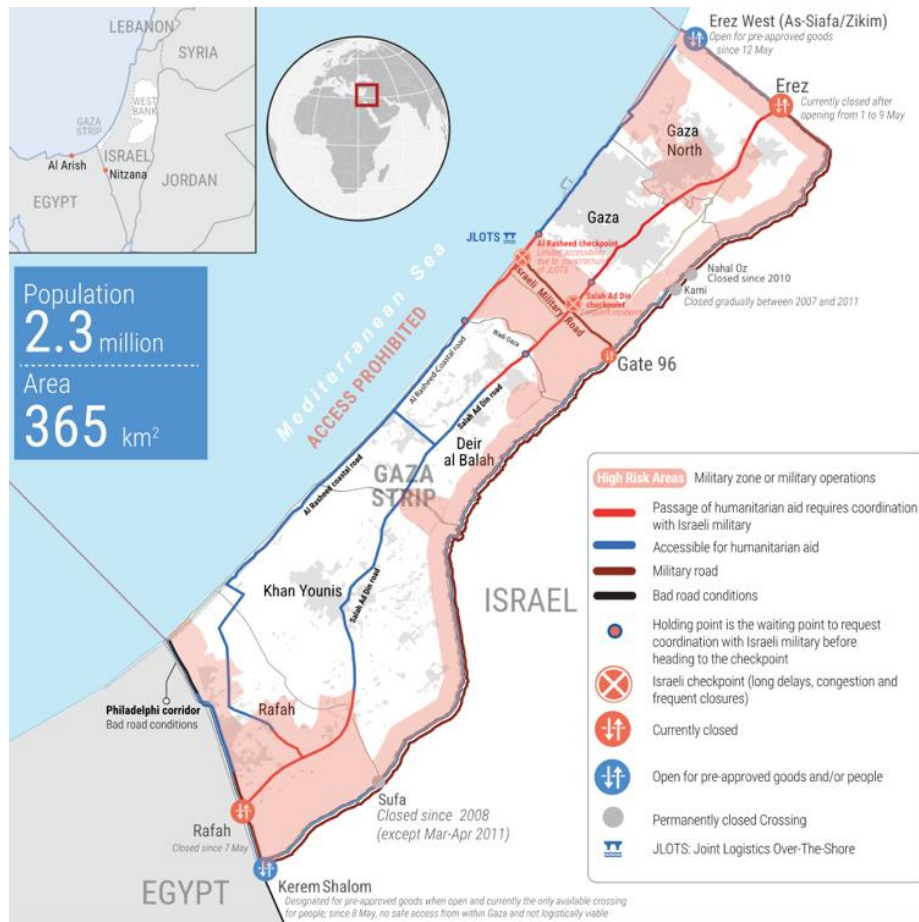 LEBANON
SYRIA
WEST
BANK
GAZA
STRIP
ISRAEL
Al Arish
Nitzana
JORDAN
EGYPT
Population
2.3 million
Area
365 km²
Mediterranean Sea
ACCESS PROHIBITED
Erez West (As-Siafa/Zikim)
Open for pre-approved goods
since 12 May
Erez
Currently closed after
opening from 1 to 9 May
Gaza
North
Gaza
JLOTS
Al Rasheed checkpoint
Limited accessibility
due to construction
of JLOTS
Israeli Military Road
Salah Ad Din
checkpoint
Frequent incidents
Nahal Oz
Closed since 2010
Karni
Closed gradually between 2007 and 2011
Gate 96
Wadi Gaza
Al Rasheed-Coastal road
Salah Ad Din road
Deir
al Balah
GAZA
STRIP
Al Rasheed coastal road
Khan Younis
Salah Ad Din road
ISRAEL
Philadelphi corridor
Bad road conditions
Rafah
Sufa
Closed since 2008
(except Mar-Apr 2011)
Rafah
Closed since 7 May
EGYPT
Kerem Shalom
Designated for pre-approved goods when open and currently the only available crossing
for people, since 8 May, no safe access from within Gaza and not logistically viable
High Risk Areas Military zone or military operations
Passage of humanitarian aid requires coordination
with Israeli military
Accessible for humanitarian aid
Military road
Bad road conditions
Holding point is the waiting point to request
coordination with Israeli military before
heading to the checkpoint
Israeli checkpoint (long delays, congestion and
frequent closures)
Currently closed
Open for pre-approved goods and/or people
Permanently closed Crossing
JLOTS: Joint Logistics Over-The-Shore